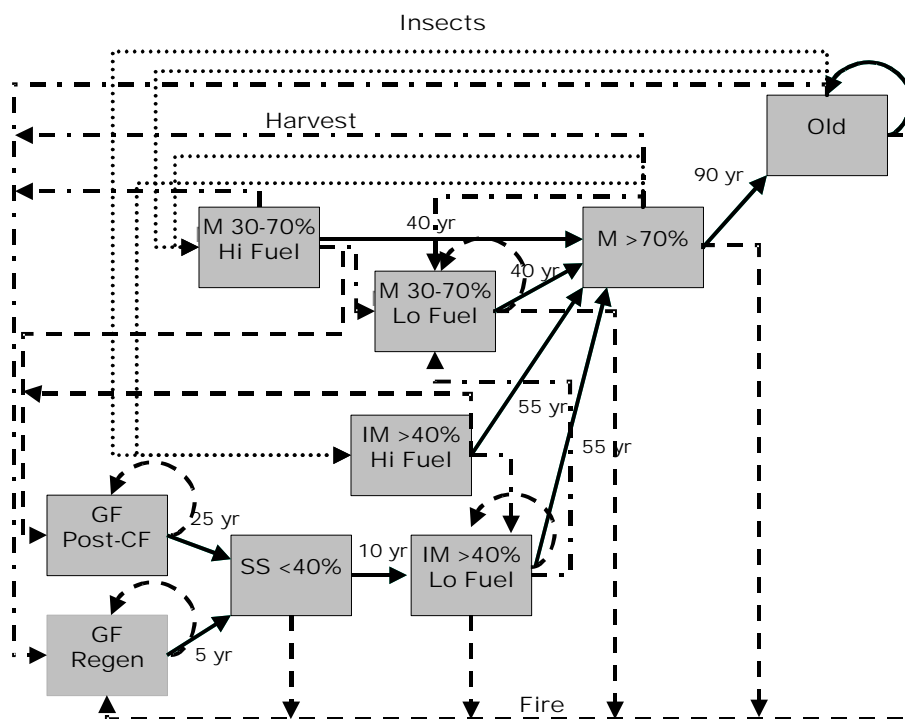 Insects
Old
Harvest
90 yr
M 30-70%
Hi Fuel
40 yr
M >70%
M 30-70%
Lo Fuel
40 yr
IM >40%
Hi Fuel
55 yr
55 yr
GF
Post-CF
25 yr
SS <40%
10 yr
IM >40%
Lo Fuel
GF
Regen
5 yr
Fire